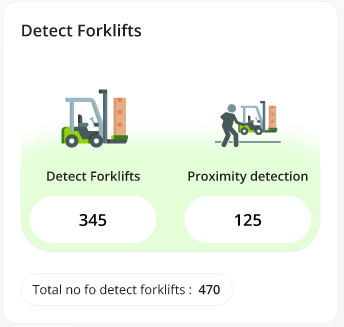 Detect Forklifts
Detect Forklifts Proximity detection
345 125
Total no fo detect forklifts : 470